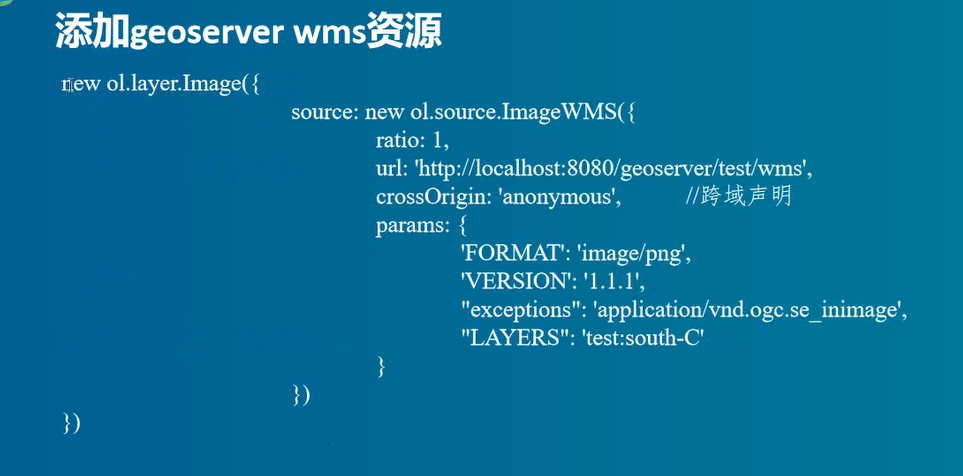 添加geoserver wms资源
new ol.layer.Image({
source: new ol.source.ImageWMS({
ratio: 1,
url: 'http://localhost:8080/geoserver/test/wms',
crossOrigin: 'anonymous', //跨域声明
params: {
'FORMAT': 'image/png',
'VERSION': '1.1.1',
"exceptions": 'application/vnd.ogc.se_inimage',
"LAYERS": 'test:south-C'
}
})
})